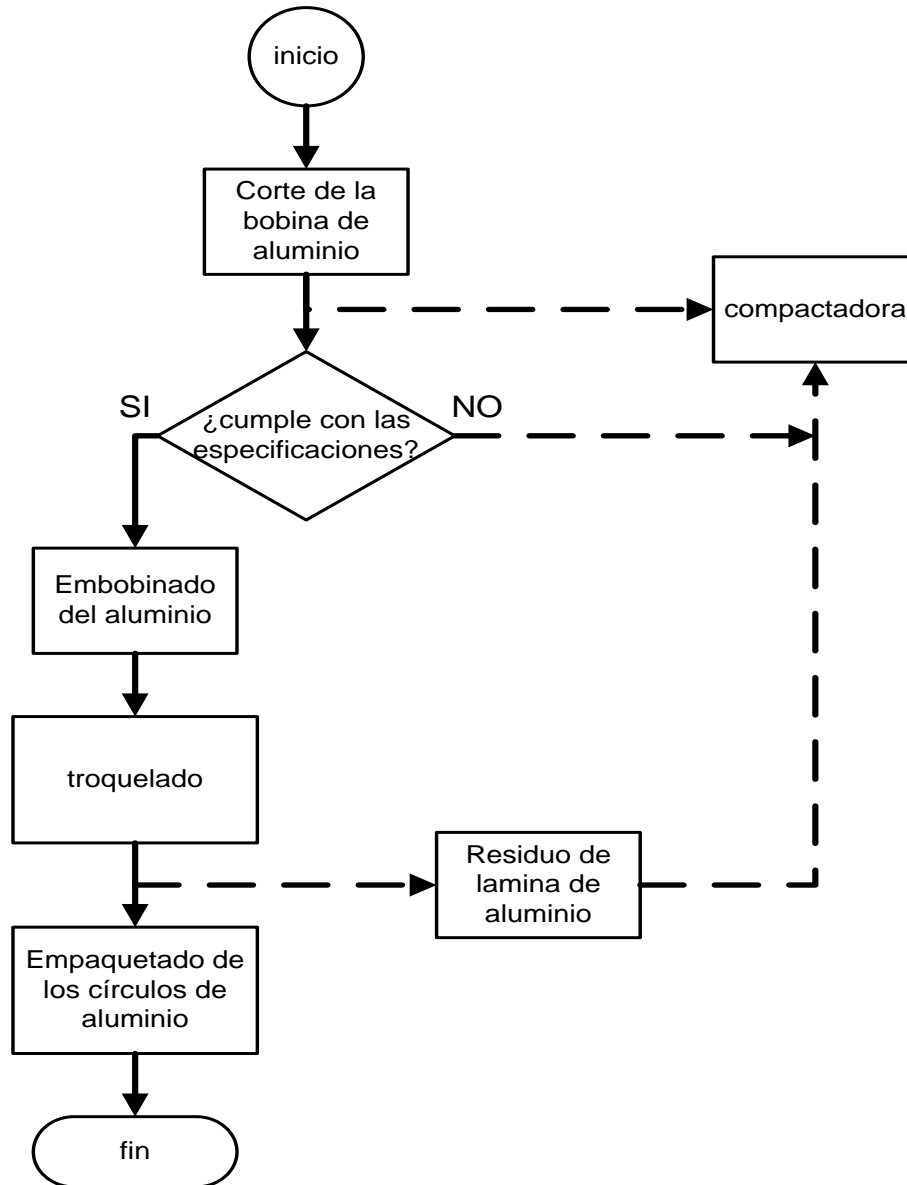 inicio
Corte de la
bobina de
aluminio
compactadora
SI
NO
¿cumple con las
especificaciones?
Embobinado
del aluminio
troquelado
Residuo de
lamina de
aluminio
Empaquetado de
los círculos de
aluminio
fin